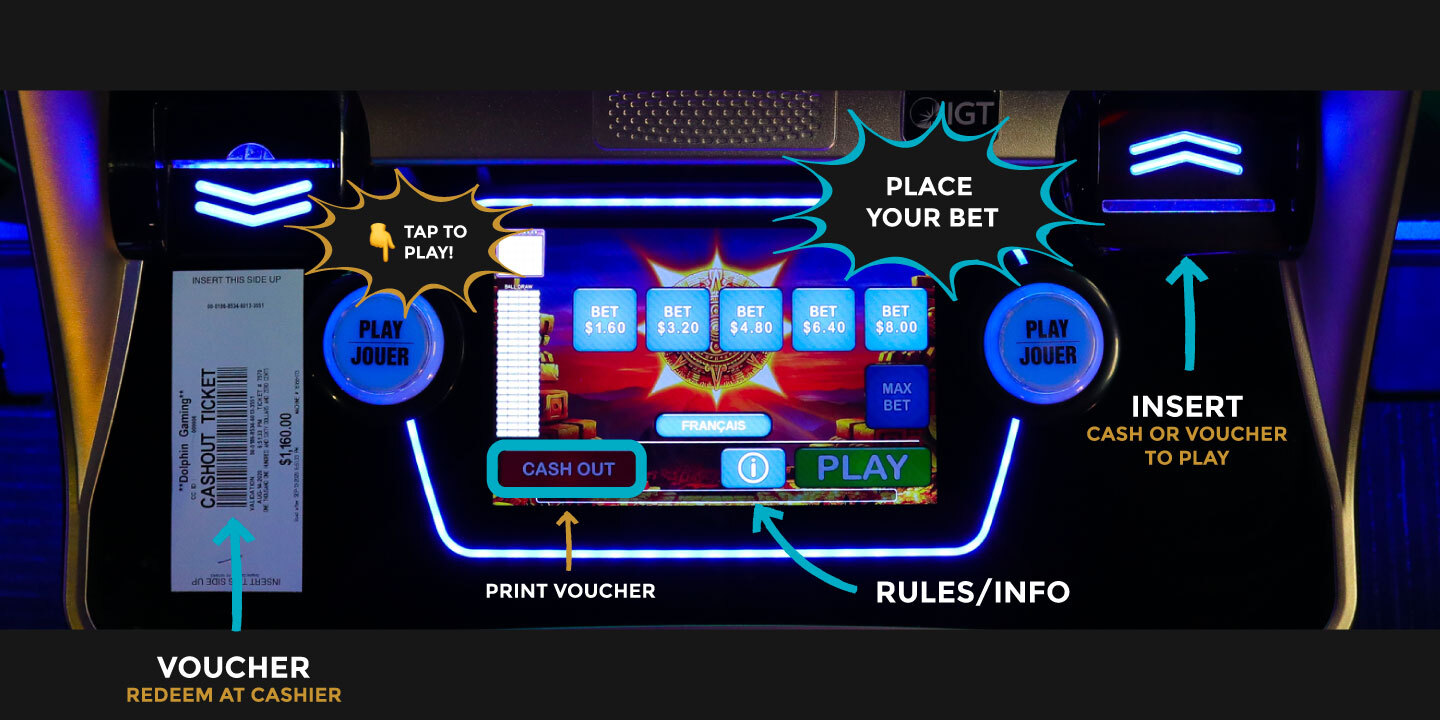 IGT
PLACE
YOUR BET
TAP TO
PLAY!
INSERT THIS SIDE UP
BALL DRAW
BET
$1.60
BET
$3.20
BET
$4.80
BET
$6.40
BET
$8.00
PLAY
JOUER
PLAY
JOUER
MAX
BET
FRANÇAIS
CASH OUT
i
PLAY
**Dolphin Gaming**
CASHOUT TICKET
VALIDATION
$1,160.00
INSERT THIS SIDE UP
INSERT
CASH OR VOUCHER
TO PLAY
PRINT VOUCHER
RULES/INFO
VOUCHER
REDEEM AT CASHIER